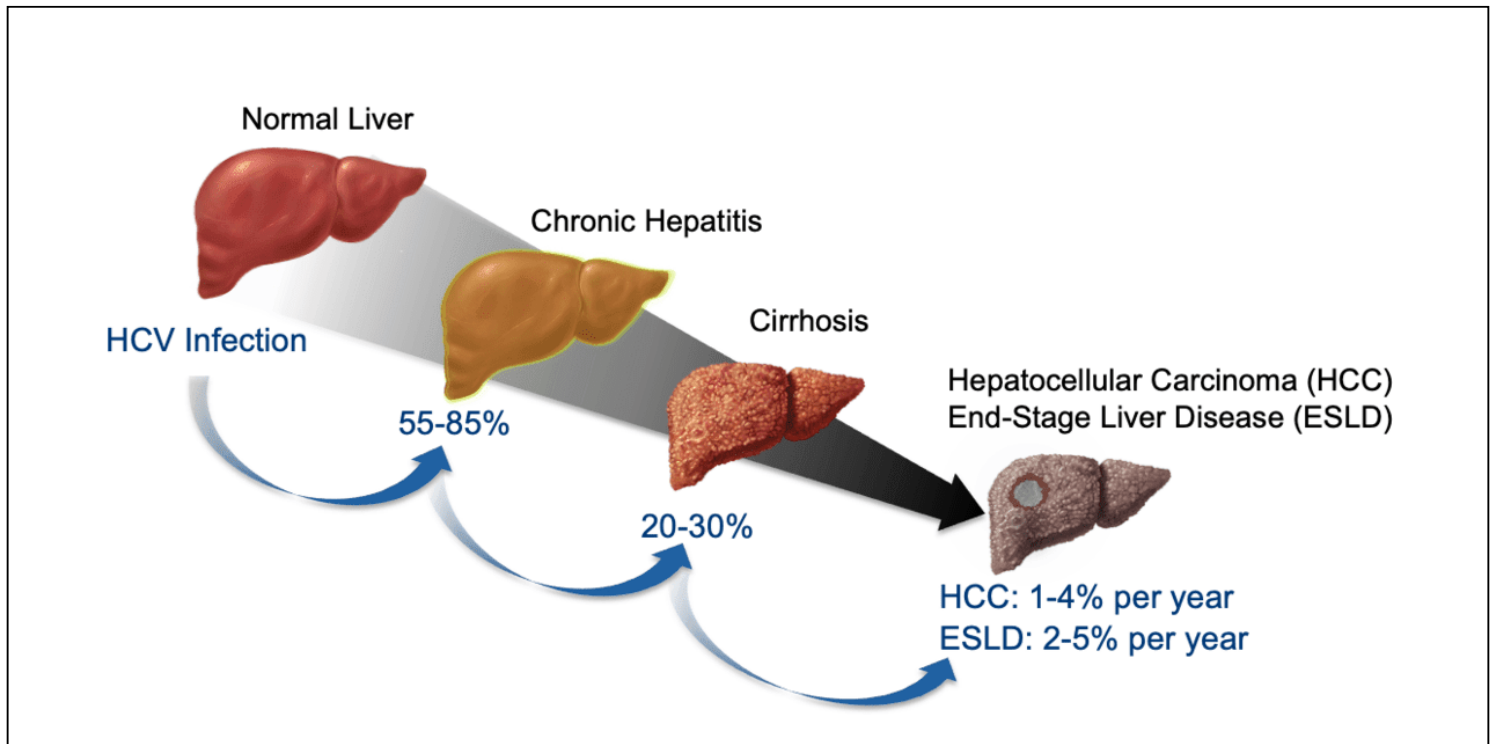 Normal Liver
Chronic Hepatitis
HCV Infection
Cirrhosis
55-85%
Hepatocellular Carcinoma (HCC)
End-Stage Liver Disease (ESLD)
20-30%
HCC: 1-4% per year
ESLD: 2-5% per year